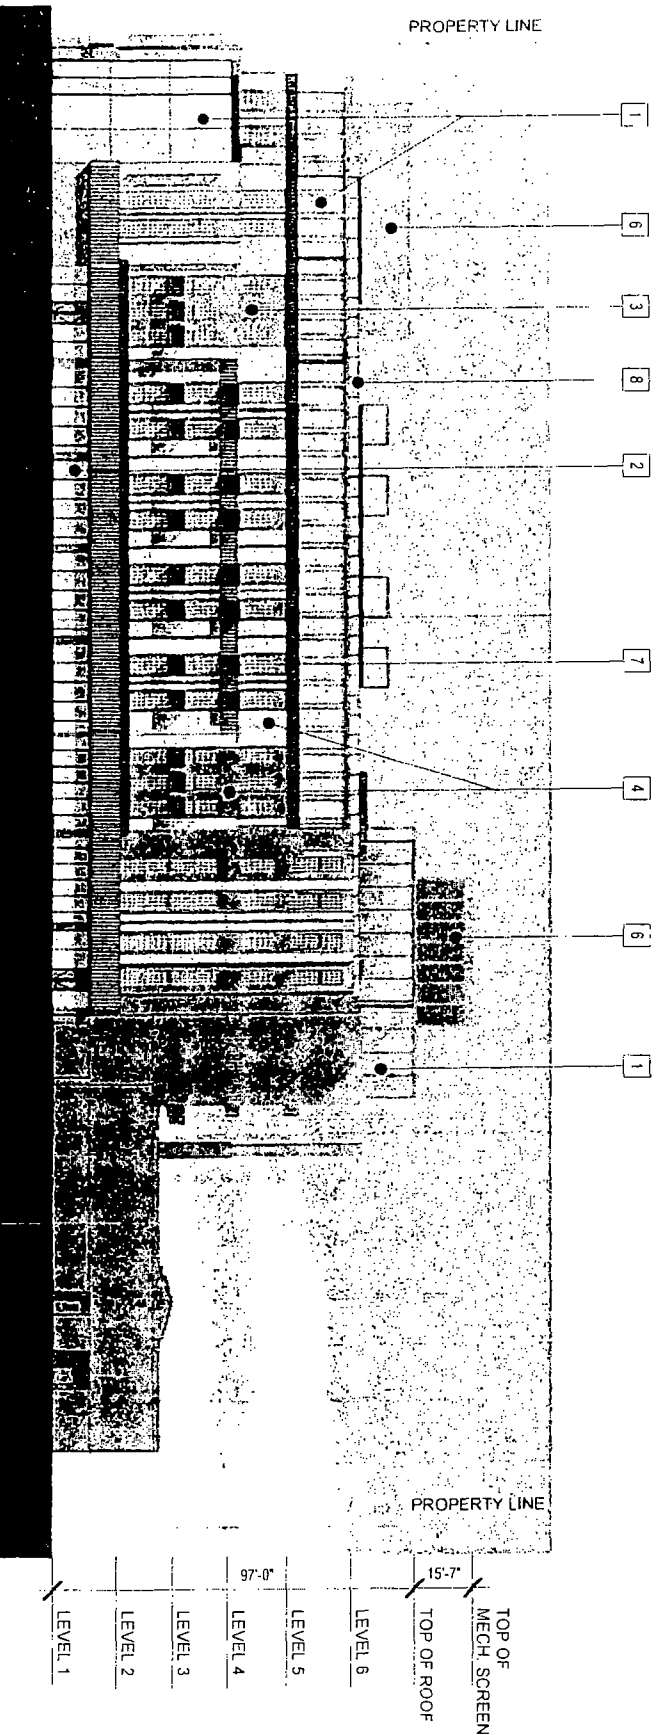 PROPERTY LINE
1
6
3
8
2
7
4
6
1
PROPERTY LINE
97'-0"
15'-7"
TOP OF
MECH. SCREEN
TOP OF ROOF
LEVEL 6
LEVEL 5
LEVEL 4
LEVEL 3
LEVEL 2
LEVEL 1